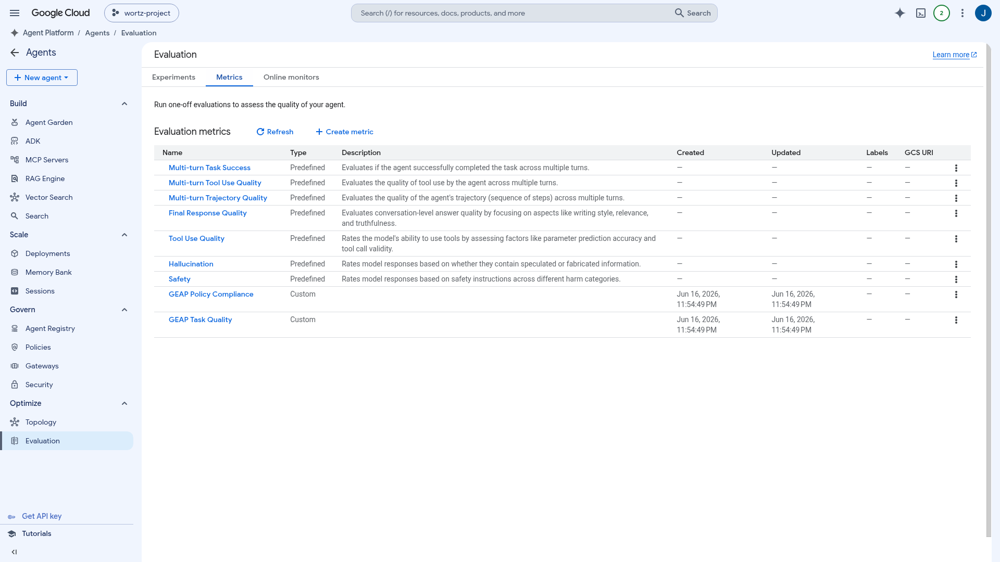 Google Cloud
wortz-project
Search (/) for resources, docs, products, and more
Search
2
J
Agent Platform / Agents / Evaluation
Agents
New agent
Build
Agent Garden
ADK
MCP Servers
RAG Engine
Vector Search
Search
Scale
Deployments
Memory Bank
Sessions
Govern
Agent Registry
Policies
Gateways
Security
Optimize
Topology
Evaluation
Get API key
Tutorials
Evaluation
Learn more
Experiments Metrics Online monitors
Run one-off evaluations to assess the quality of your agent.
Evaluation metrics Refresh Create metric
Name Type Description Created Updated Labels GCS URI
Multi-turn Task Success Predefined Evaluates if the agent successfully completed the task across multiple turns. — — — —
Multi-turn Tool Use Quality Predefined Evaluates the quality of tool use by the agent across multiple turns. — — — —
Multi-turn Trajectory Quality Predefined Evaluates the quality of the agent's trajectory (sequence of steps) across multiple turns. — — — —
Final Response Quality Predefined Evaluates conversation-level answer quality by focusing on aspects like writing style, relevance, — — — —
and truthfulness.
Tool Use Quality Predefined Rates the model's ability to use tools by assessing factors like parameter prediction accuracy and — — — —
tool call validity.
Hallucination Predefined Rates model responses based on whether they contain speculated or fabricated information. — — — —
Safety Predefined Rates model responses based on safety instructions across different harm categories. — — — —
GEAP Policy Compliance Custom Jun 16, 2026, Jun 16, 2026, — —
11:54:49 PM 11:54:49 PM
GEAP Task Quality Custom Jun 16, 2026, Jun 16, 2026, — —
11:54:49 PM 11:54:49 PM